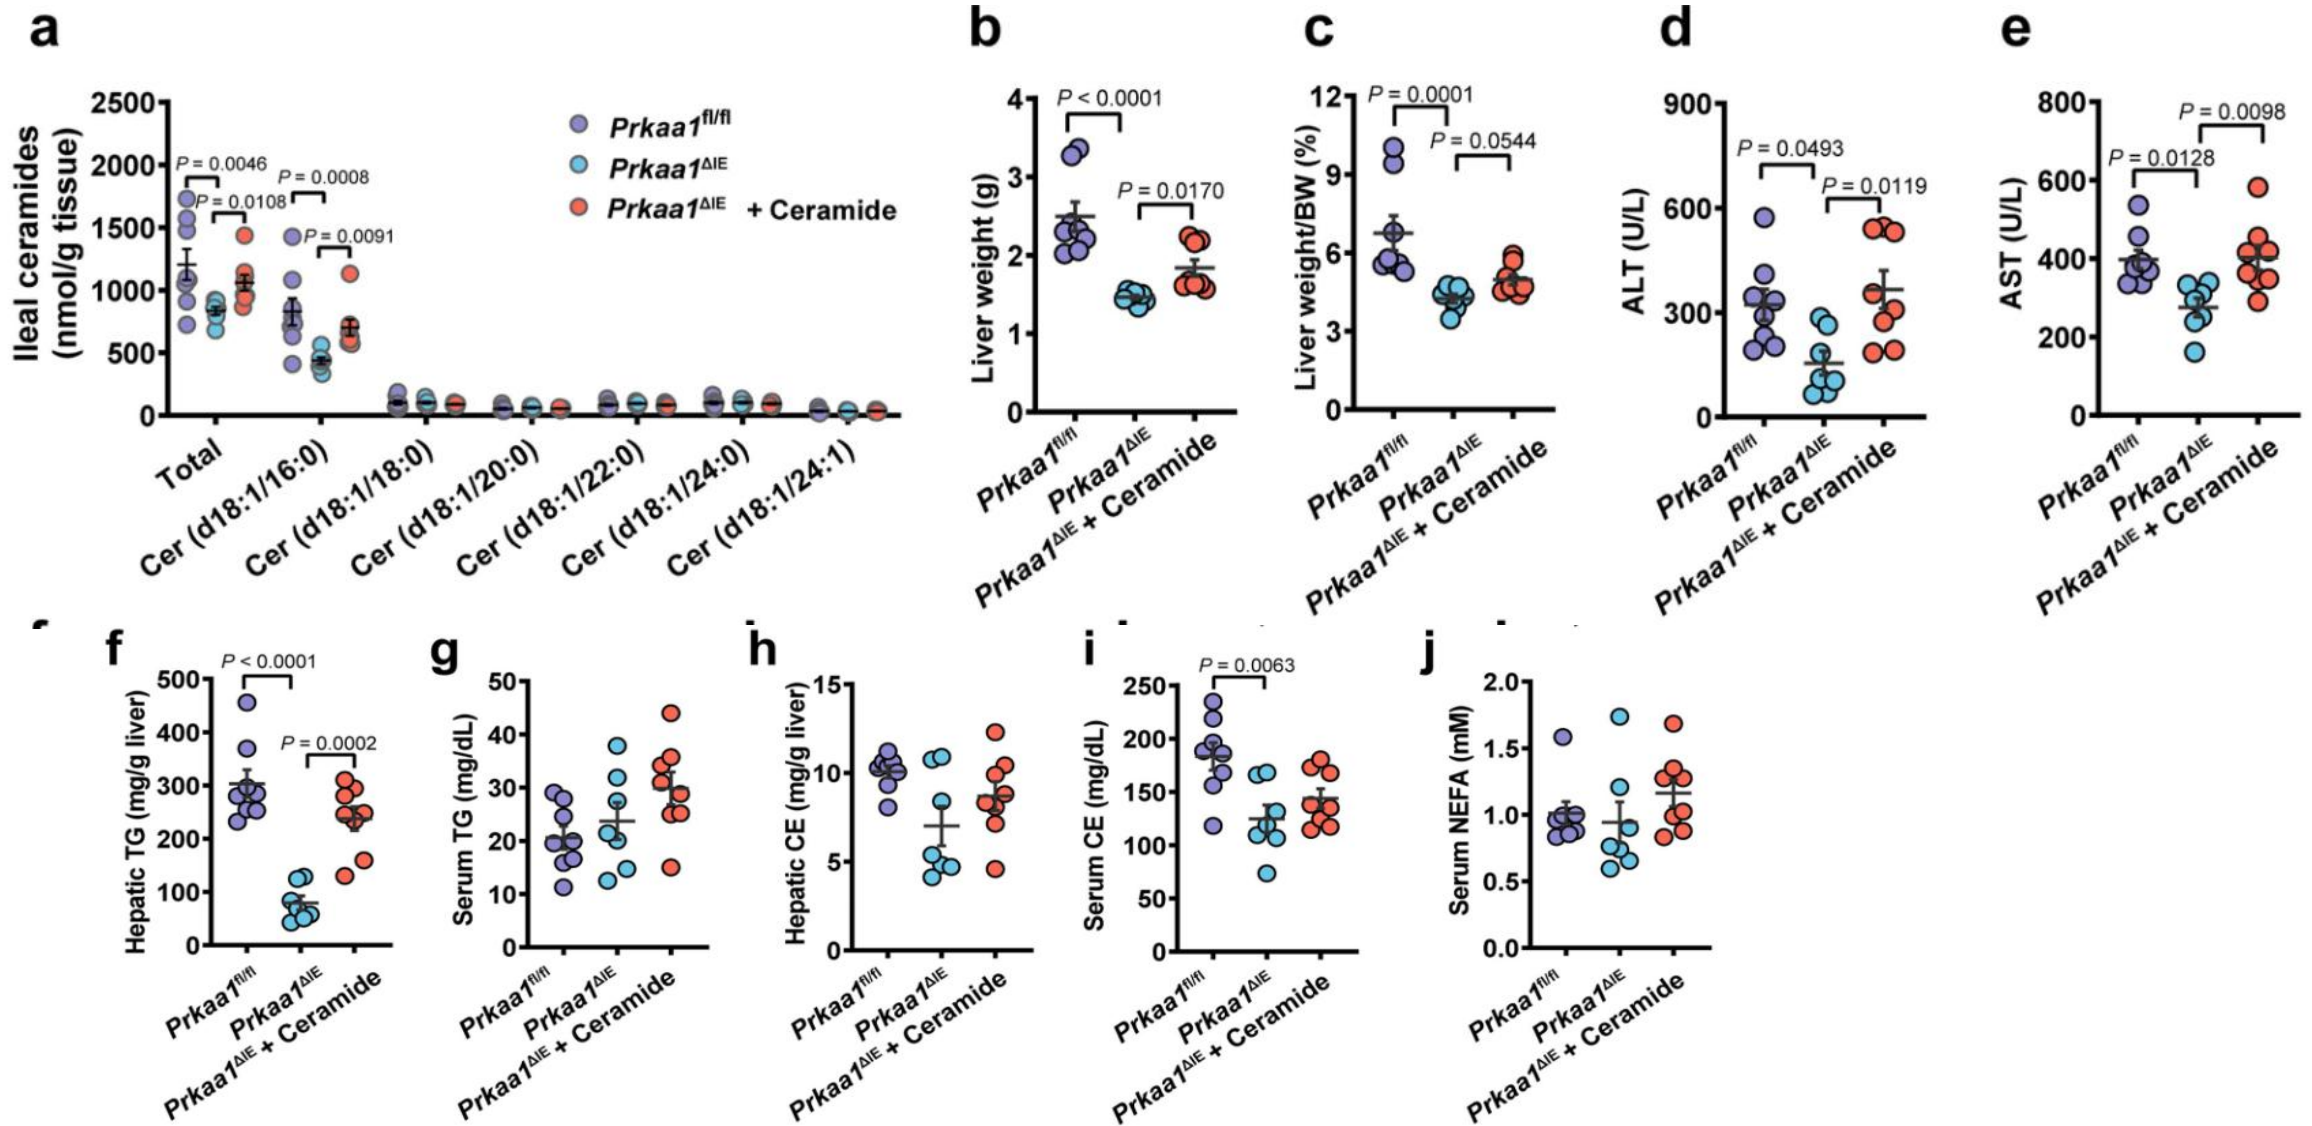 a
Ileal ceramides
(nmol/g tissue)
2500
2000
1500
1000
500
0
P = 0.0046
P = 0.0108
P = 0.0008
P = 0.0091
Prkaa1fl/fl
Prkaa1ΔIE
Prkaa1ΔIE + Ceramide
Total
Cer (d18:1/16:0)
Cer (d18:1/18:0)
Cer (d18:1/20:0)
Cer (d18:1/22:0)
Cer (d18:1/24:0)
Cer (d18:1/24:1)
b
Liver weight (g)
4
3
2
1
0
P < 0.0001
P = 0.0170
Prkaa1fl/fl
Prkaa1ΔIE
Prkaa1ΔIE + Ceramide
c
Liver weight/BW (%)
12
9
6
3
0
P = 0.0001
P = 0.0544
Prkaa1fl/fl
Prkaa1ΔIE
Prkaa1ΔIE + Ceramide
d
ALT (U/L)
900
600
300
0
P = 0.0493
P = 0.0119
Prkaa1fl/fl
Prkaa1ΔIE
Prkaa1ΔIE + Ceramide
e
AST (U/L)
800
600
400
200
0
P = 0.0098
P = 0.0128
Prkaa1fl/fl
Prkaa1ΔIE
Prkaa1ΔIE + Ceramide
f
Hepatic TG (mg/g liver)
500
400
300
200
100
0
P < 0.0001
P = 0.0002
Prkaa1fl/fl
Prkaa1ΔIE
Prkaa1ΔIE + Ceramide
g
Serum TG (mg/dL)
50
40
30
20
10
0
Prkaa1fl/fl
Prkaa1ΔIE
Prkaa1ΔIE + Ceramide
h
Hepatic CE (mg/g liver)
15
10
5
0
Prkaa1fl/fl
Prkaa1ΔIE
Prkaa1ΔIE + Ceramide
i
Serum CE (mg/dL)
250
200
150
100
50
0
P = 0.0063
Prkaa1fl/fl
Prkaa1ΔIE
Prkaa1ΔIE + Ceramide
j
Serum NEFA (mM)
2.0
1.5
1.0
0.5
0.0
Prkaa1fl/fl
Prkaa1ΔIE
Prkaa1ΔIE + Ceramide